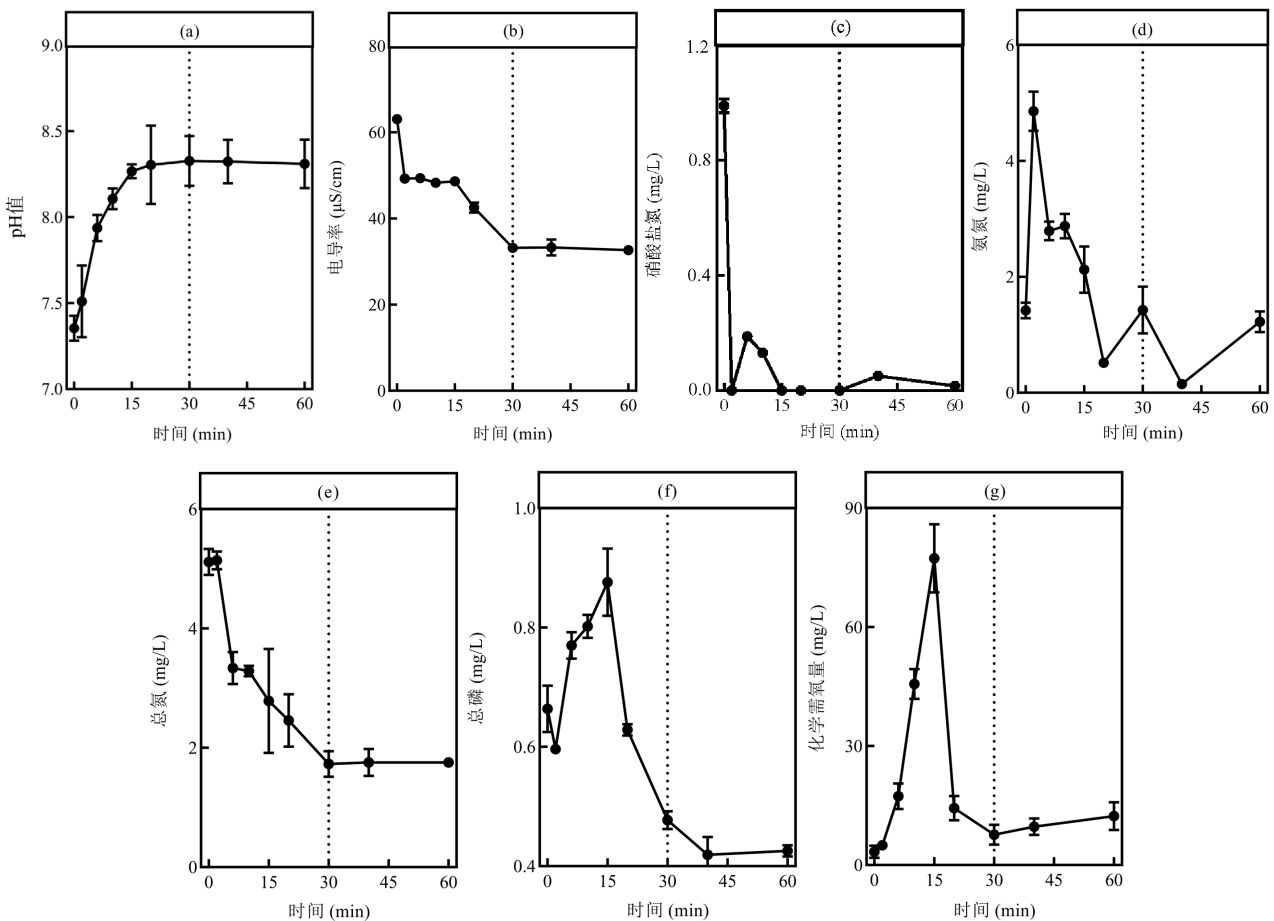 (a)
9.0
8.5
8.0
7.5
7.0
pH值
0 15 30 45 60
时间 (min)
(b)
80
60
40
20
0
电导率 (μS/cm)
0 15 30 45 60
时间 (min)
(c)
1.2
0.8
0.4
0.0
硝酸盐氮 (mg/L)
0 15 30 45 60
时间 (min)
(d)
6
4
2
0
氨氮 (mg/L)
0 15 30 45 60
时间 (min)
(e)
6
4
2
0
总氮 (mg/L)
0 15 30 45 60
时间 (min)
(f)
1.0
0.8
0.6
0.4
总磷 (mg/L)
0 15 30 45 60
时间 (min)
(g)
90
60
30
0
化学需氧量 (mg/L)
0 15 30 45 60
时间 (min)